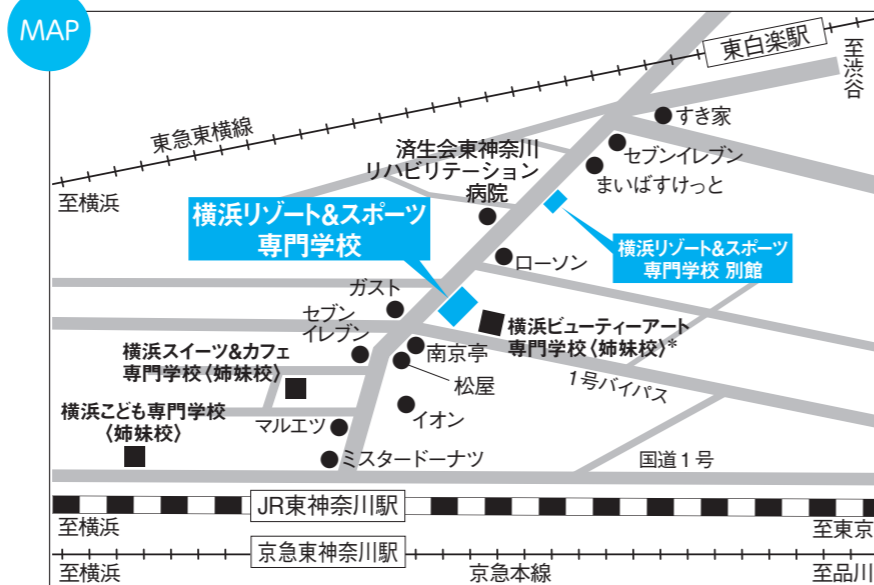 MAP
東白楽駅
至渋谷
東急東横線
至横浜
すき家
セブンイレブン
まいばすけっと
済生会東神奈川
リハビリテーション
病院
横浜リゾート&スポーツ
専門学校
横浜リゾート&スポーツ
専門学校 別館
ローソン
ガスト
セブン
イレブン
横浜ビューティーアート
専門学校〈姉妹校〉*
南京亭
松屋
1号バイパス
横浜スイーツ&カフェ
専門学校〈姉妹校〉
イオン
横浜こども専門学校
〈姉妹校〉
マルエツ
ミスタードーナツ
国道1号
JR東神奈川駅
至横浜
至東京
京急東神奈川駅
至横浜
京急本線
至品川